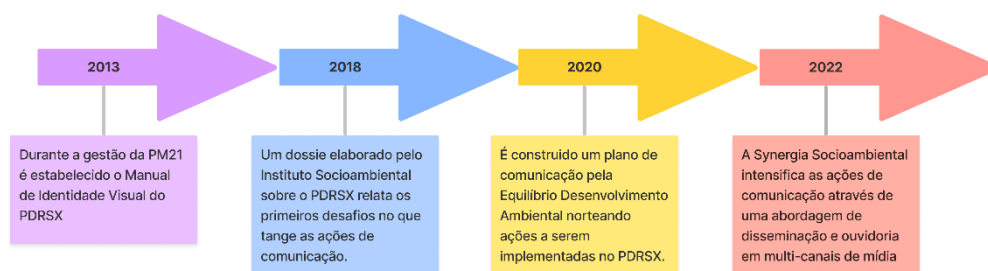 2013
2018
2020
2022
Durante a gestão da PM21
é estabelecido o Manual
de Identidade Visual do
PDRSX
Um dossie elaborado pelo
Instituto Socioambiental
sobre o PDRSX relata os
primeiros desafios no que
tange as ações de
comunicação.
É construido um plano de
comunicação pela
Equilíbrio Desenvolvimento
Ambiental norteando
ações a serem
implementadas no PDRSX.
A Synergia Socioambiental
intensifica as ações de
comunicação através de
uma abordagem de
disseminação e ouvidoria
em multi-canais de mídia